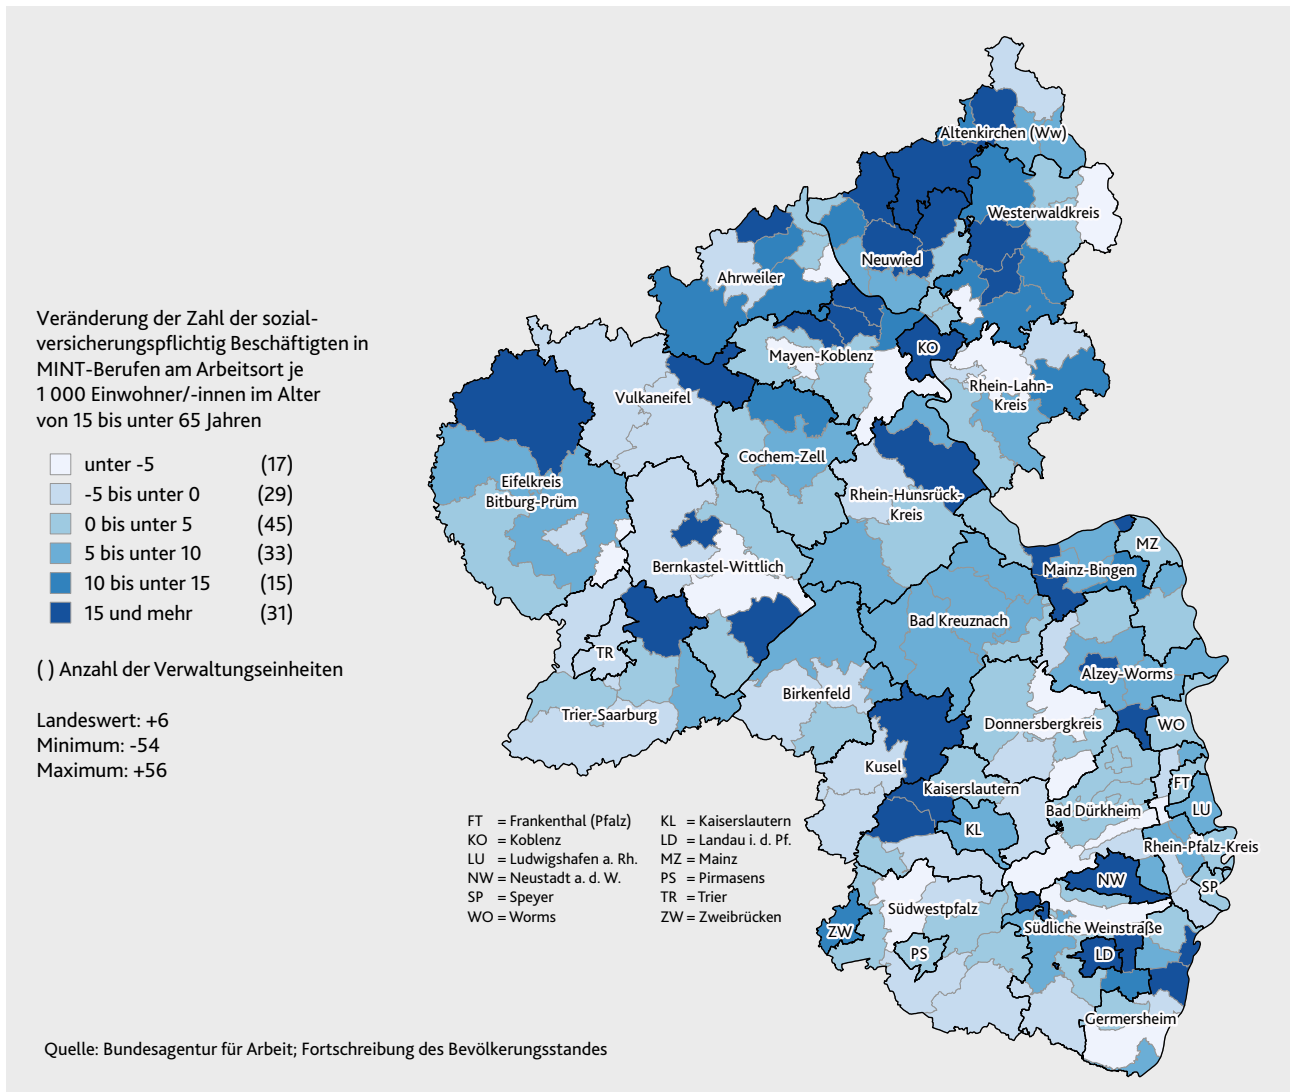 Veränderung der Zahl der sozial-
versicherungspflichtig Beschäftigten in
MINT-Berufen am Arbeitsort je
1 000 Einwohner/-innen im Alter
von 15 bis unter 65 Jahren
unter -5 (17)
-5 bis unter 0 (29)
0 bis unter 5 (45)
5 bis unter 10 (33)
10 bis unter 15 (15)
15 und mehr (31)
( ) Anzahl der Verwaltungseinheiten
Landeswert: +6
Minimum: -54
Maximum: +56
Altenkirchen (Ww)
Westerwaldkreis
Neuwied
Ahrweiler
KO
Mayen-Koblenz
Rhein-Lahn-
Kreis
Vulkaneifel
Cochem-Zell
Eifelkreis
Bitburg-Prüm
Rhein-Hunsrück-
Kreis
MZ
Mainz-Bingen
Bernkastel-Wittlich
Bad Kreuznach
TR
Alzey-Worms
Birkenfeld
Trier-Saarburg
Donnersbergkreis
WO
Kusel
Kaiserslautern
FT
Bad Dürkheim
LU
KL
Rhein-Pfalz-Kreis
NW
SP
Südwestpfalz
Südliche Weinstraße
ZW
PS
LD
Germersheim
FT = Frankenthal (Pfalz) KL = Kaiserslautern
KO = Koblenz LD = Landau i. d. Pf.
LU = Ludwigshafen a. Rh. MZ = Mainz
NW = Neustadt a. d. W. PS = Pirmasens
SP = Speyer TR = Trier
WO = Worms ZW = Zweibrücken
Quelle: Bundesagentur für Arbeit; Fortschreibung des Bevölkerungsstandes